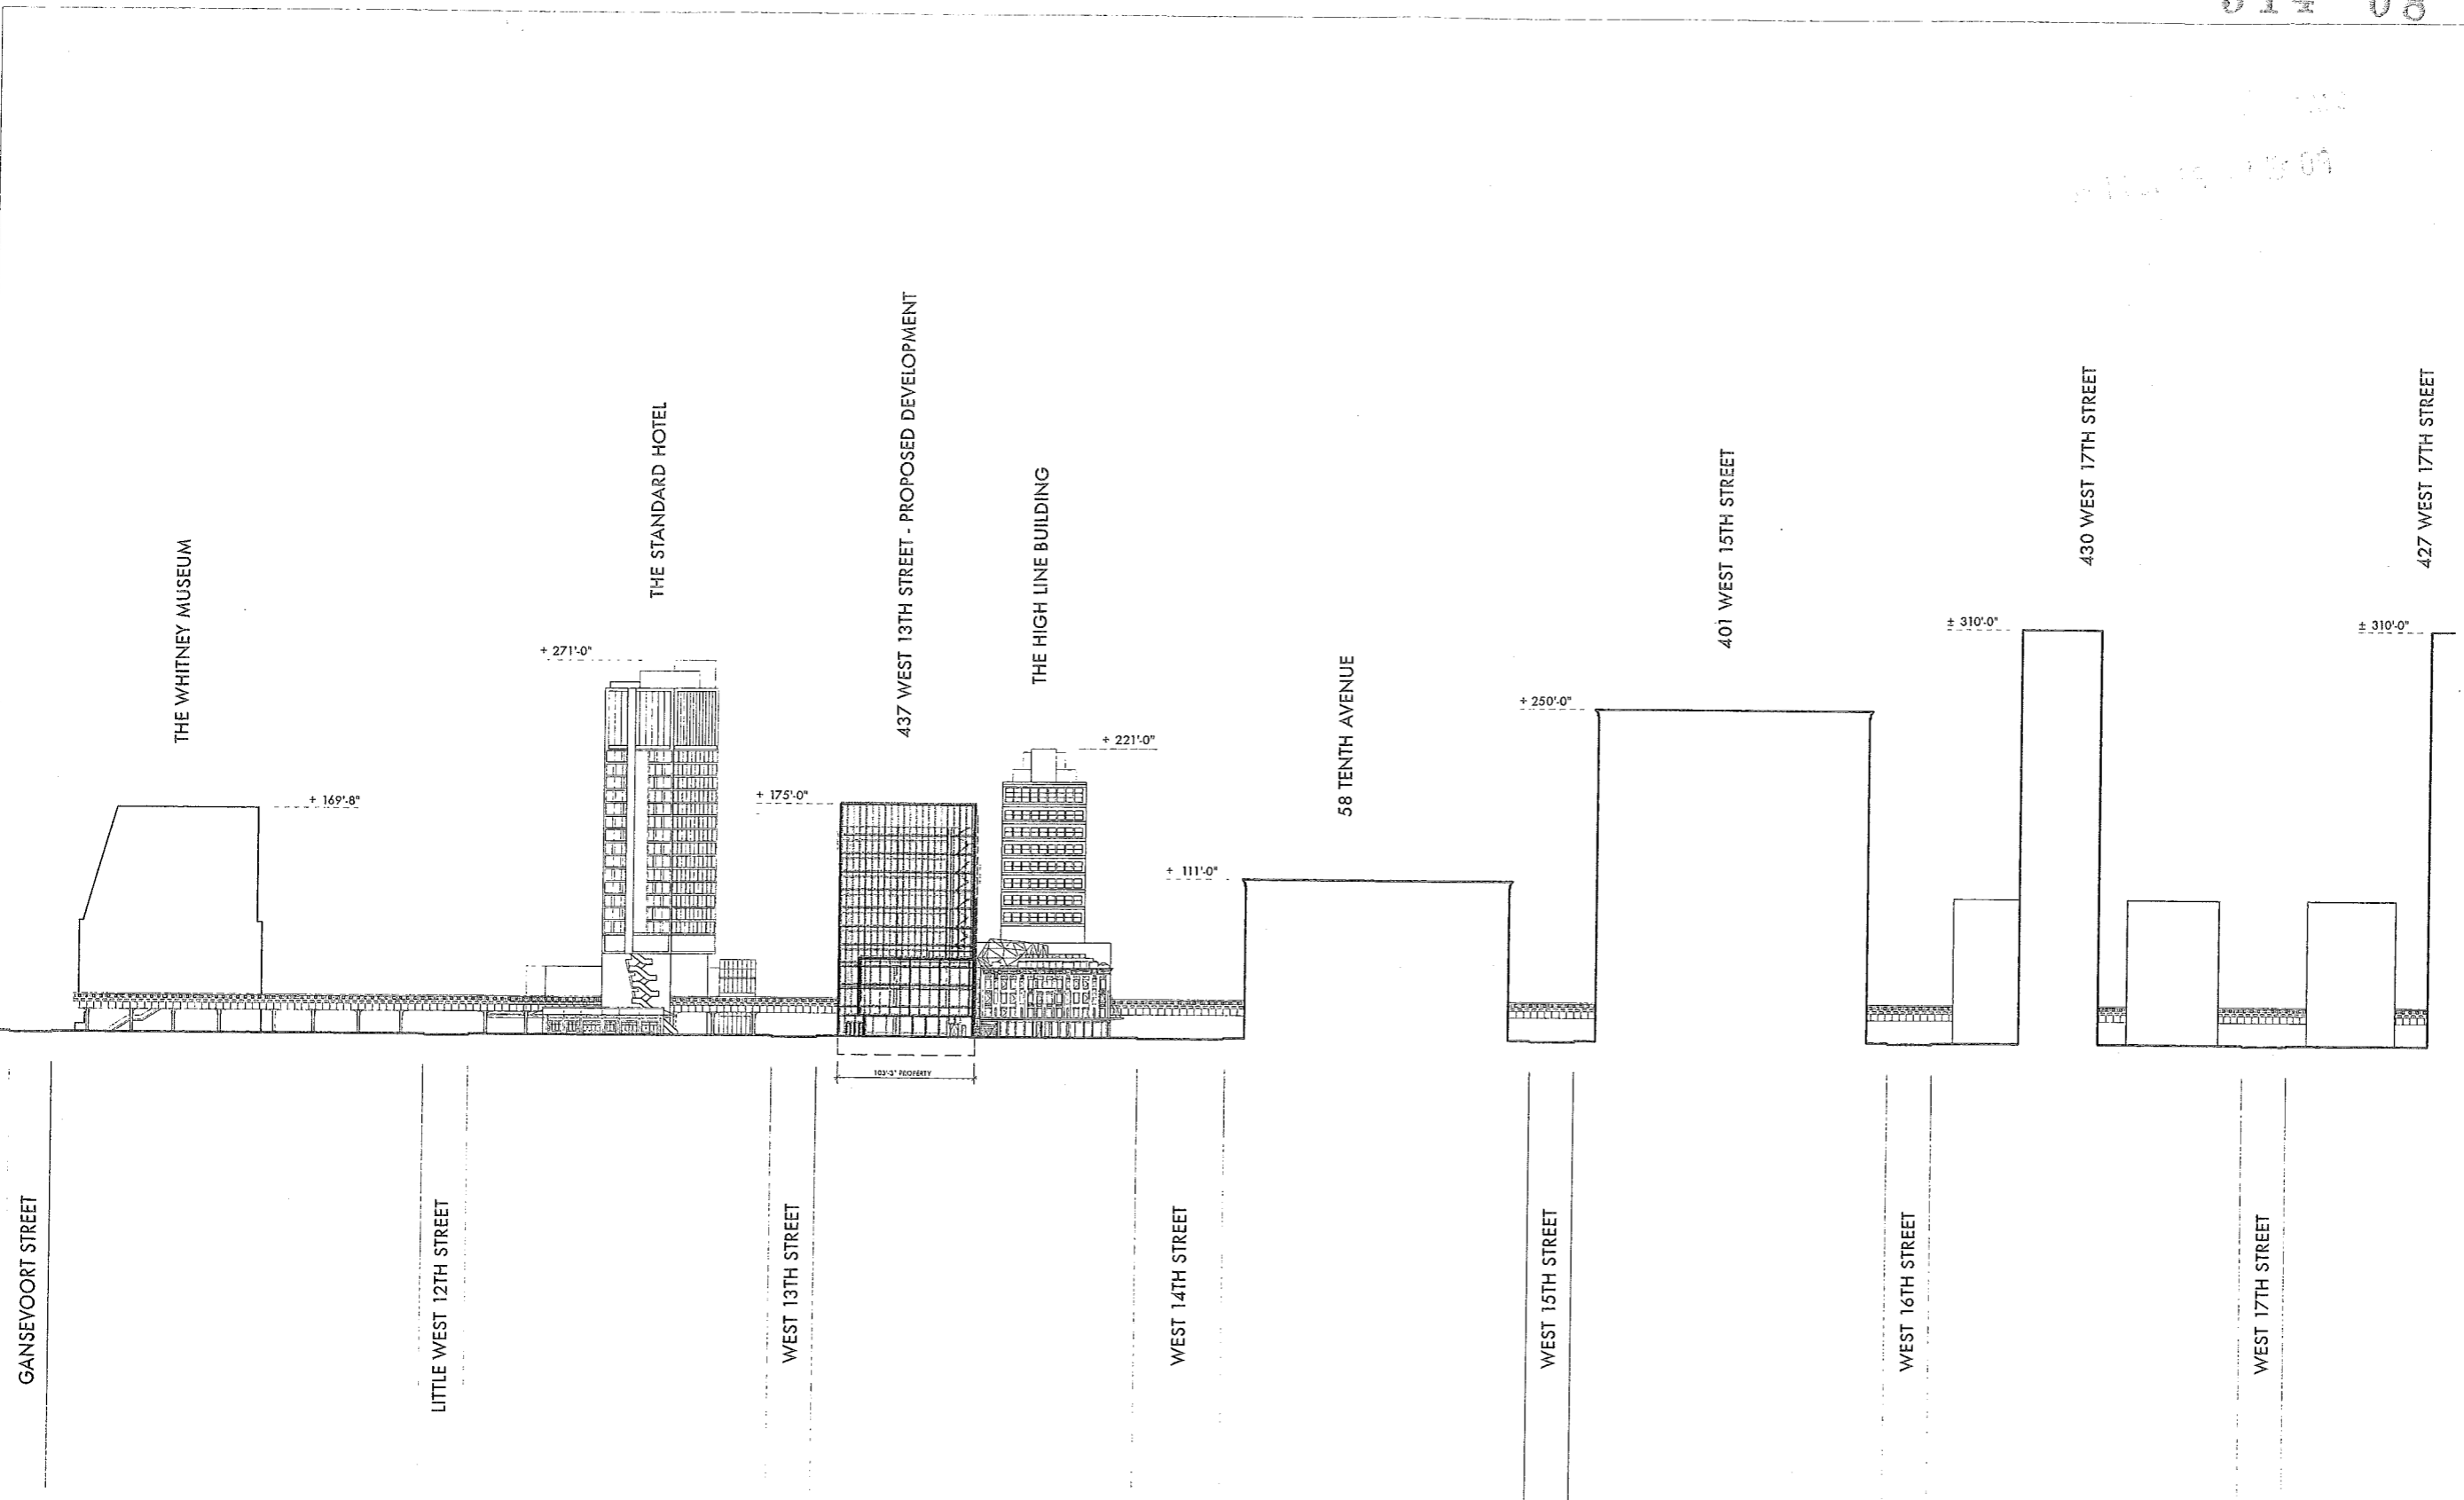 THE WHITNEY MUSEUM
THE STANDARD HOTEL
437 WEST 13TH STREET - PROPOSED DEVELOPMENT
THE HIGH LINE BUILDING
58 TENTH AVENUE
401 WEST 15TH STREET
430 WEST 17TH STREET
427 WEST 17TH STREET
+ 169'-8"
+ 271'-0"
+ 175'-0"
+ 221'-0"
+ 111'-0"
+ 250'-0"
± 310'-0"
± 310'-0"
103'-3" PROPERTY
GANSEVOORT STREET
LITTLE WEST 12TH STREET
WEST 13TH STREET
WEST 14TH STREET
WEST 15TH STREET
WEST 16TH STREET
WEST 17TH STREET